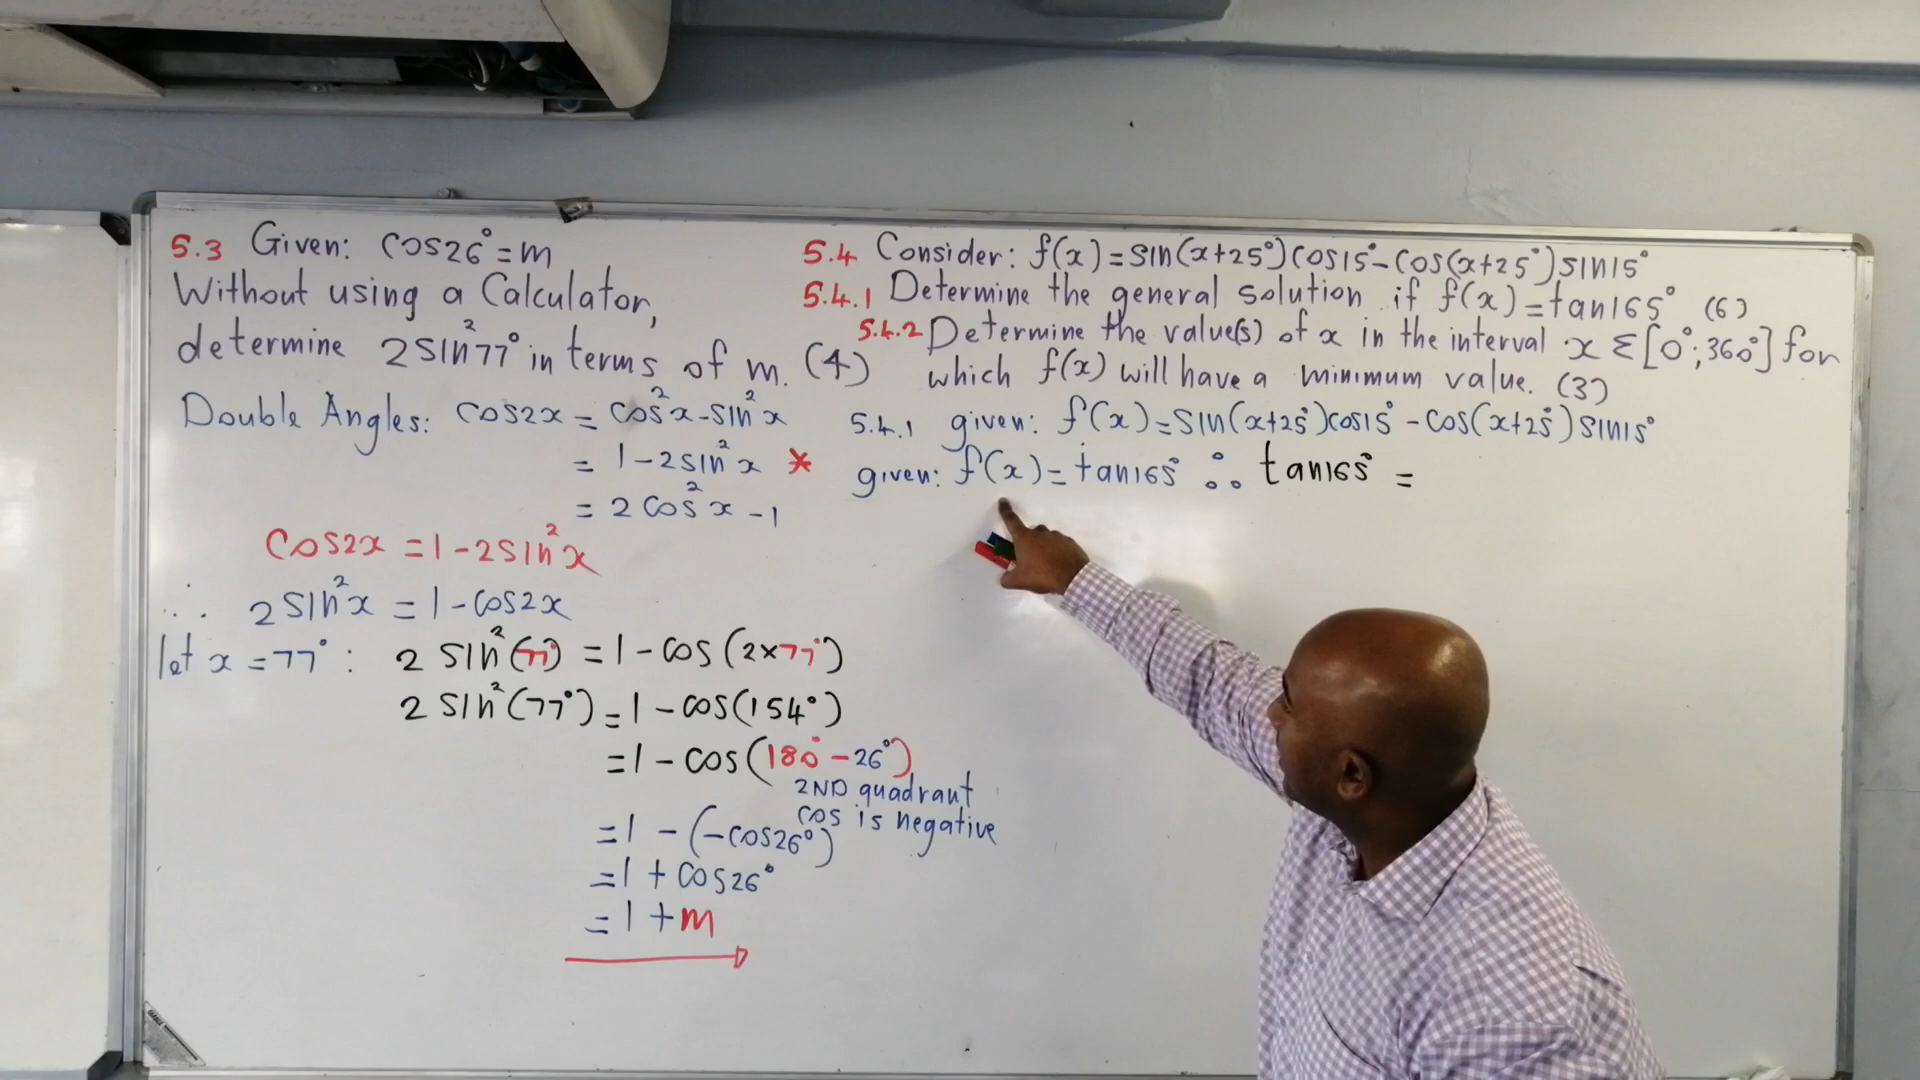 5.3 Given: cos26° = m
Without using a Calculator,
determine 2sin²77° in terms of m. (4)
Double Angles: cos2x = cos²x - sin²x
= 1 - 2sin²x *
= 2cos²x - 1
cos2x = 1 - 2sin²x
∴ 2sin²x = 1 - cos2x
let x = 77° : 2 sin²(77°) = 1 - cos(2×77°)
2 sin²(77°) = 1 - cos(154°)
= 1 - cos(180° - 26°)
2ND quadrant
cos is negative
= 1 - (-cos26°)
= 1 + cos26°
= 1 + m
5.4 Consider: f(x) = sin(x+25°)cos15° - cos(x+25°)sin15°
5.4.1 Determine the general solution if f(x) = tan165° (6)
5.4.2 Determine the value(s) of x in the interval x ∈ [0°; 360°] for
which f(x) will have a minimum value. (3)
5.4.1 given: f(x) = sin(x+25°)cos15° - cos(x+25°)sin15°
given: f(x) = tan165° ∴ tan165° =